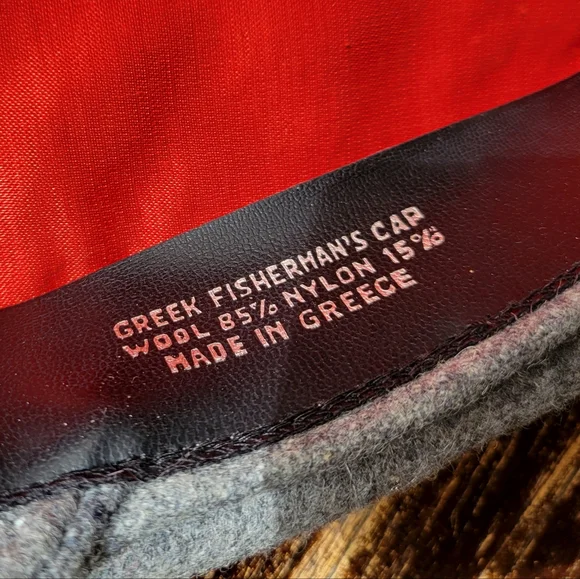 GREEK FISHERMAN'S CAP
WOOL 85% NYLON 15%
MADE IN GREECE